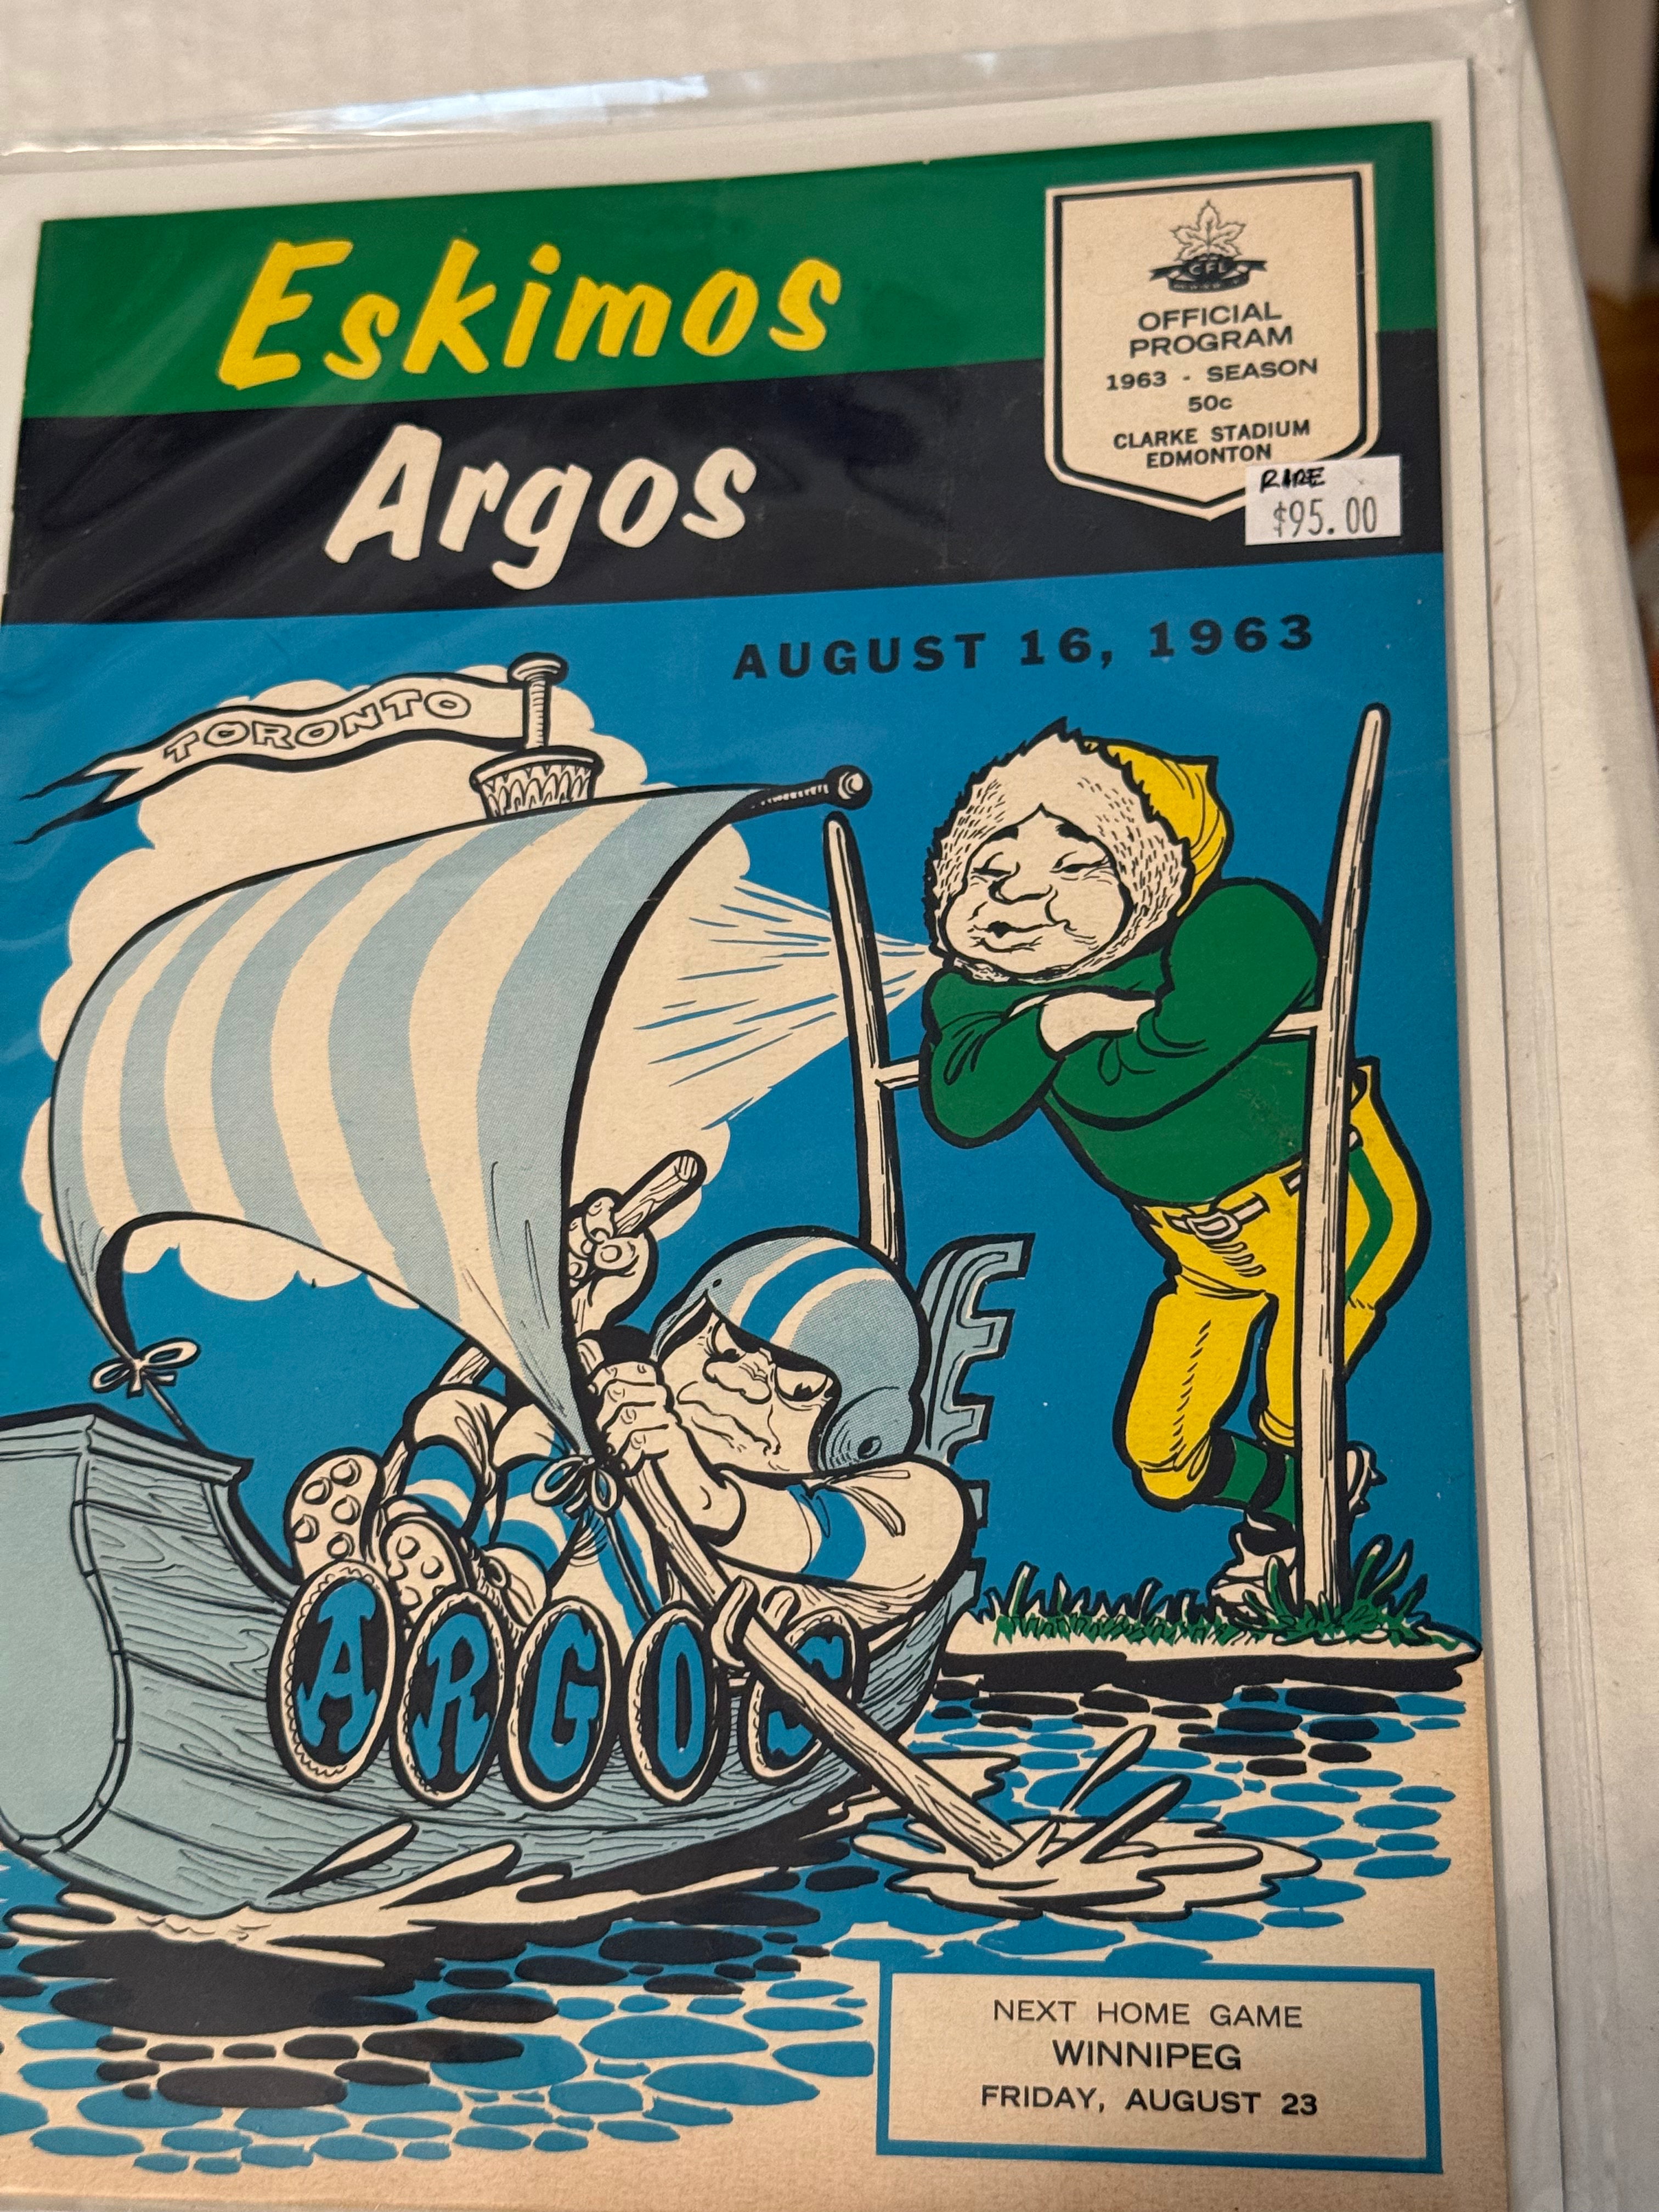 Eskimos
Argos
CFL
OFFICIAL
PROGRAM
1963 - SEASON
50c
CLARKE STADIUM
EDMONTON
RARE
$95.00
AUGUST 16, 1963
TORONTO
ARGOS
NEXT HOME GAME
WINNIPEG
FRIDAY, AUGUST 23